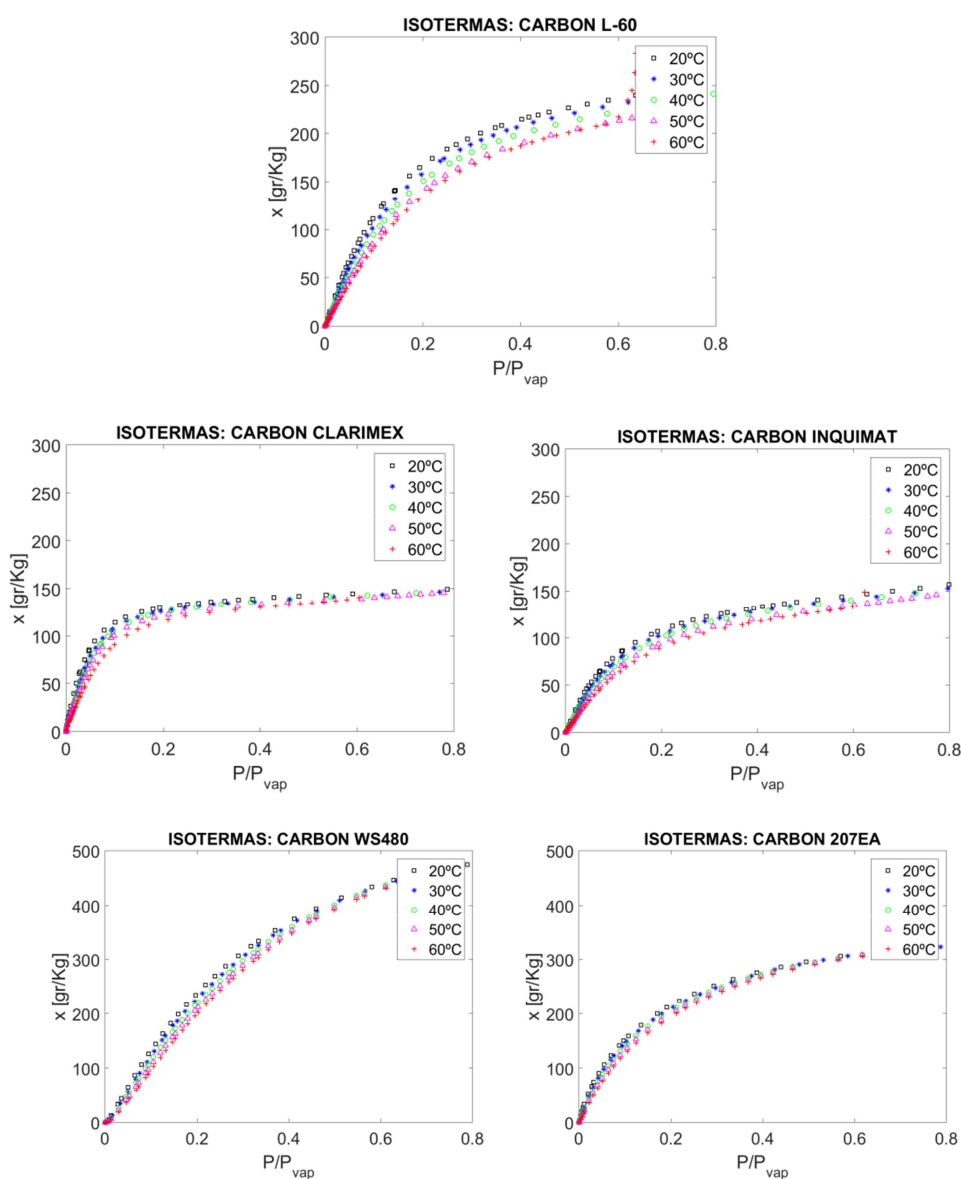 ISOTERMAS: CARBON L-60
300
250
200
150
100
50
0
x [gr/Kg]
20ºC
30ºC
40ºC
50ºC
60ºC
0 0.2 0.4 0.6 0.8
P/Pvap
ISOTERMAS: CARBON CLARIMEX
300
250
200
150
100
50
0
x [gr/Kg]
20ºC
30ºC
40ºC
50ºC
60ºC
0 0.2 0.4 0.6 0.8
P/Pvap
ISOTERMAS: CARBON INQUIMAT
300
250
200
150
100
50
0
x [gr/Kg]
20ºC
30ºC
40ºC
50ºC
60ºC
0 0.2 0.4 0.6 0.8
P/Pvap
ISOTERMAS: CARBON WS480
500
400
300
200
100
0
x [gr/Kg]
20ºC
30ºC
40ºC
50ºC
60ºC
0 0.2 0.4 0.6 0.8
P/Pvap
ISOTERMAS: CARBON 207EA
500
400
300
200
100
0
x [gr/Kg]
20ºC
30ºC
40ºC
50ºC
60ºC
0 0.2 0.4 0.6 0.8
P/Pvap